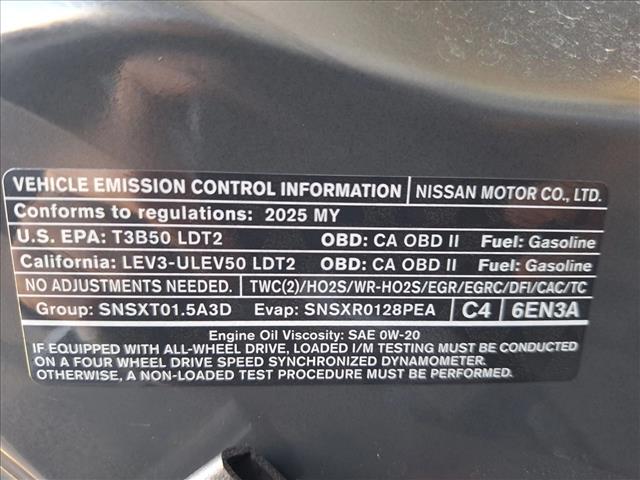 VEHICLE EMISSION CONTROL INFORMATION NISSAN MOTOR CO., LTD.
Conforms to regulations: 2025 MY
U.S. EPA: T3B50 LDT2 OBD: CA OBD II Fuel: Gasoline
California: LEV3-ULEV50 LDT2 OBD: CA OBD II Fuel: Gasoline
NO ADJUSTMENTS NEEDED. TWC(2)/HO2S/WR-HO2S/EGR/EGRC/DFI/CAC/TC
Group: SNSXT01.5A3D Evap: SNSXR0128PEA C4 6EN3A
Engine Oil Viscosity: SAE 0W-20
IF EQUIPPED WITH ALL-WHEEL DRIVE, LOADED I/M TESTING MUST BE CONDUCTED
ON A FOUR WHEEL DRIVE SPEED SYNCHRONIZED DYNAMOMETER.
OTHERWISE, A NON-LOADED TEST PROCEDURE MUST BE PERFORMED.